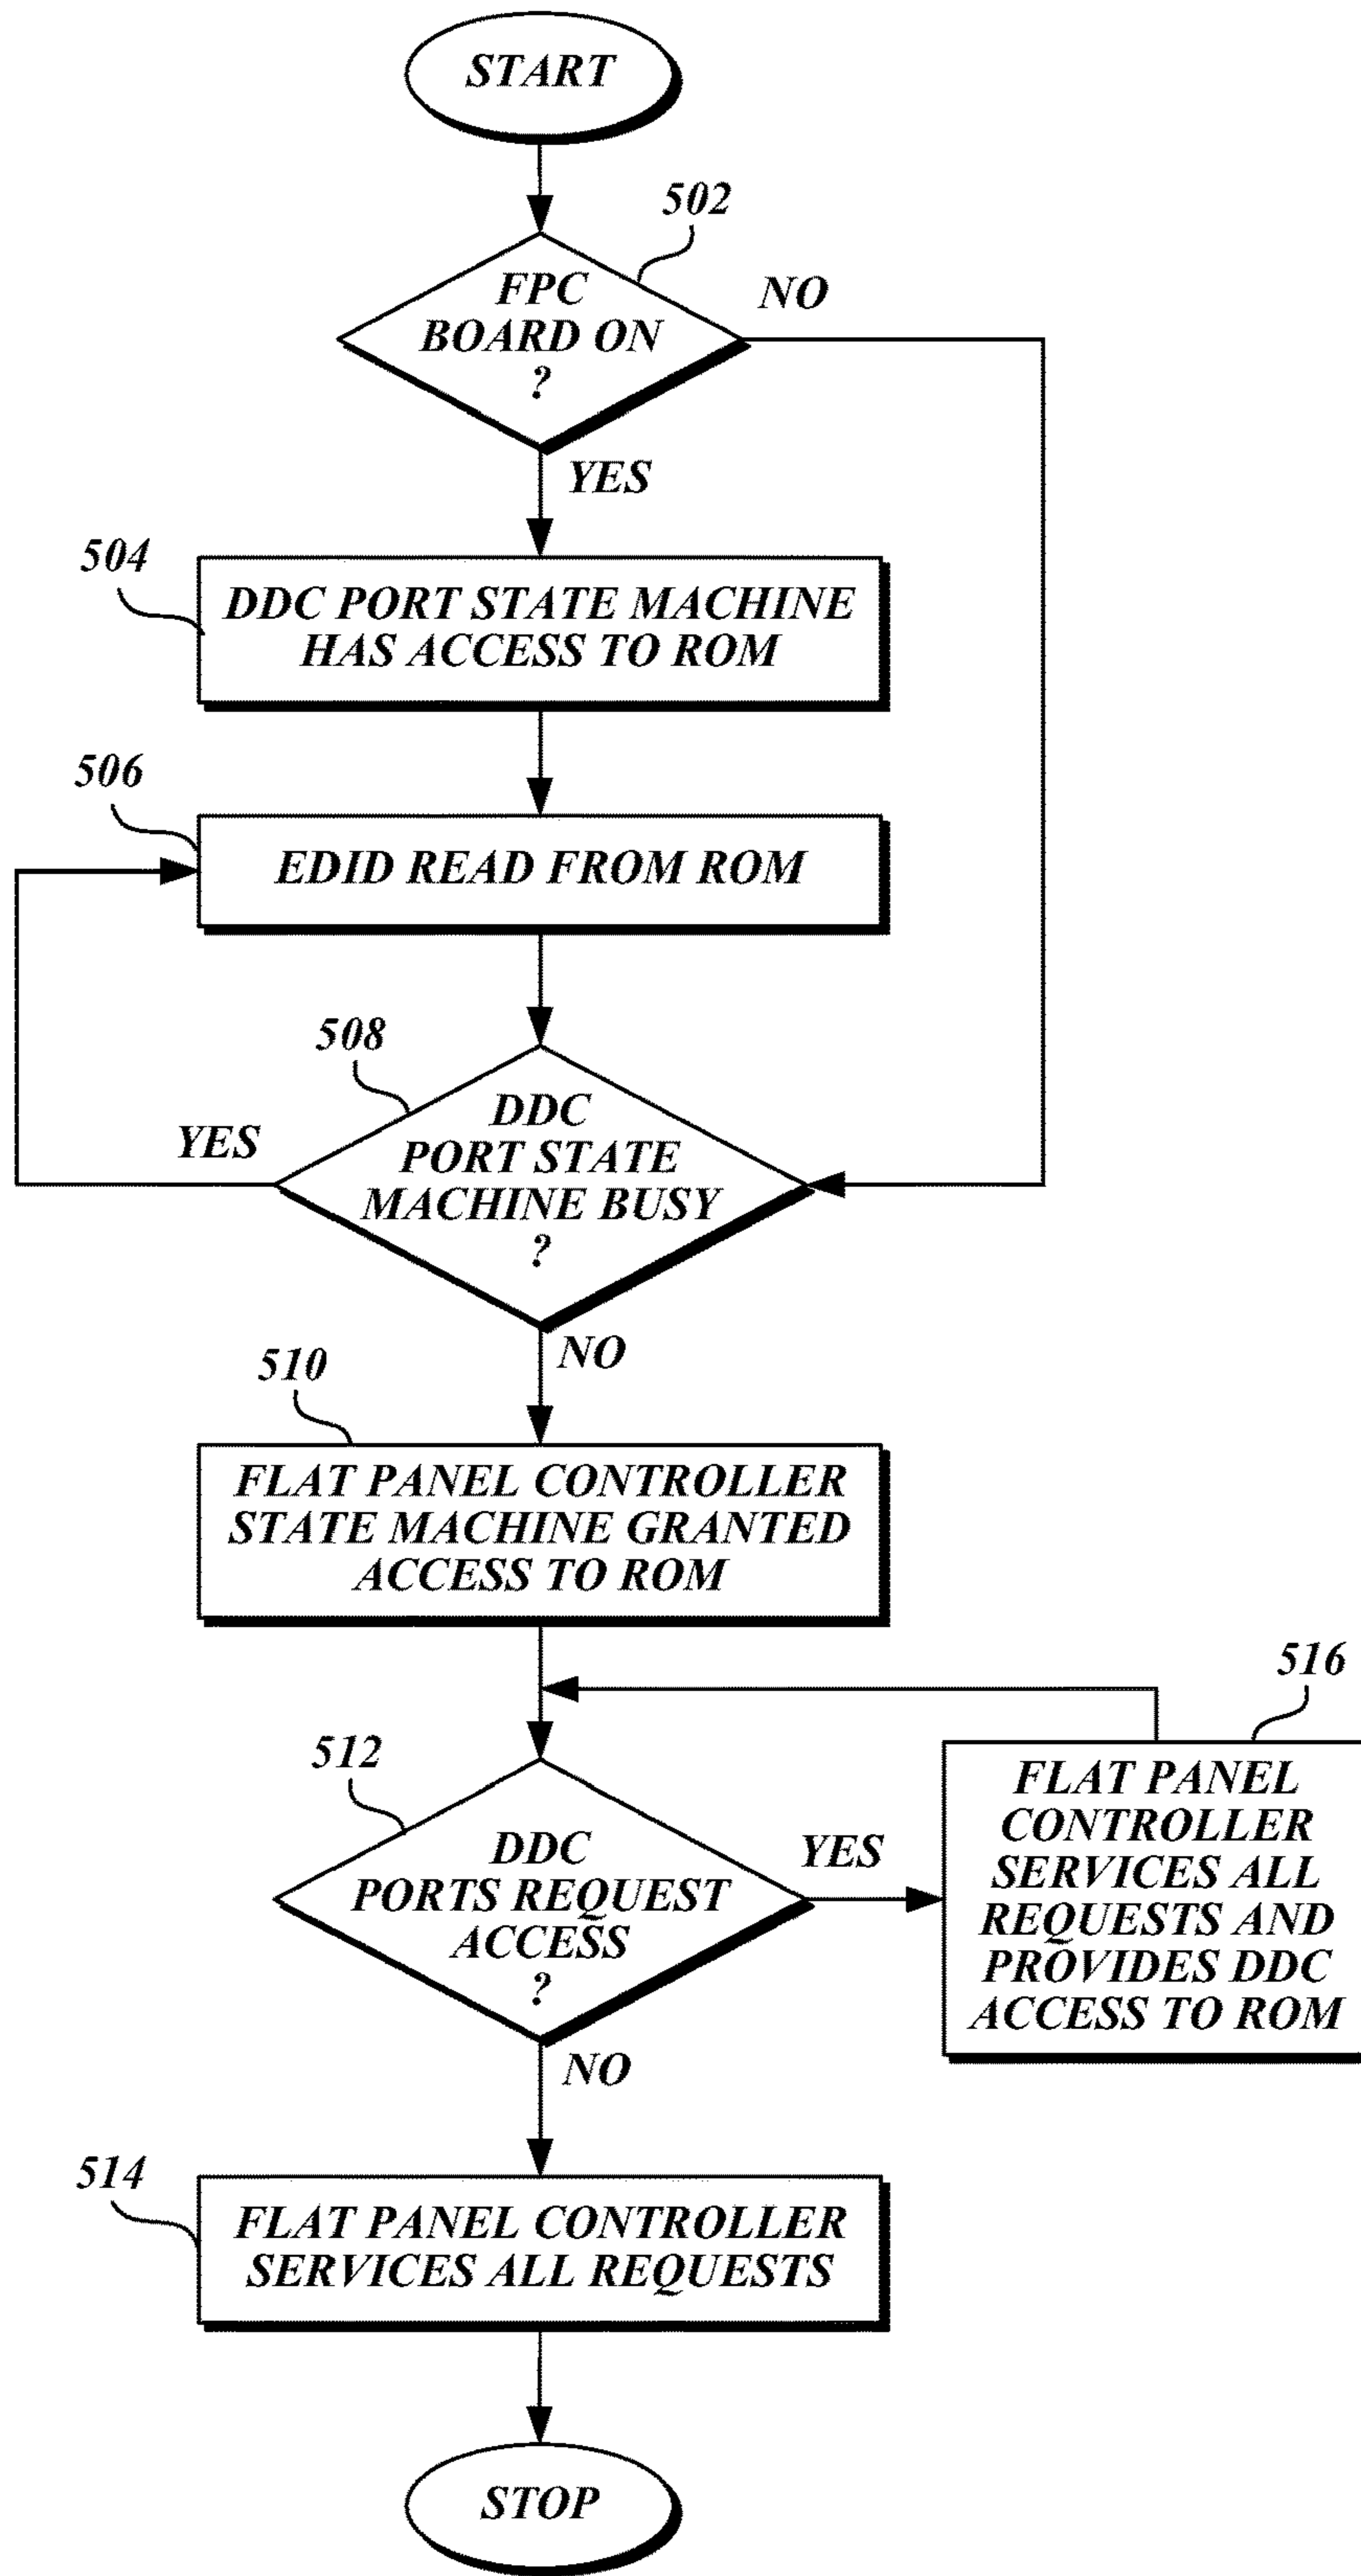 START
502
FPC
BOARD ON
?
NO
YES
504
DDC PORT STATE MACHINE
HAS ACCESS TO ROM
506
EDID READ FROM ROM
508
DDC
PORT STATE
MACHINE BUSY
?
YES
NO
510
FLAT PANEL CONTROLLER
STATE MACHINE GRANTED
ACCESS TO ROM
512
DDC
PORTS REQUEST
ACCESS
?
YES
NO
516
FLAT PANEL
CONTROLLER
SERVICES ALL
REQUESTS AND
PROVIDES DDC
ACCESS TO ROM
514
FLAT PANEL CONTROLLER
SERVICES ALL REQUESTS
STOP